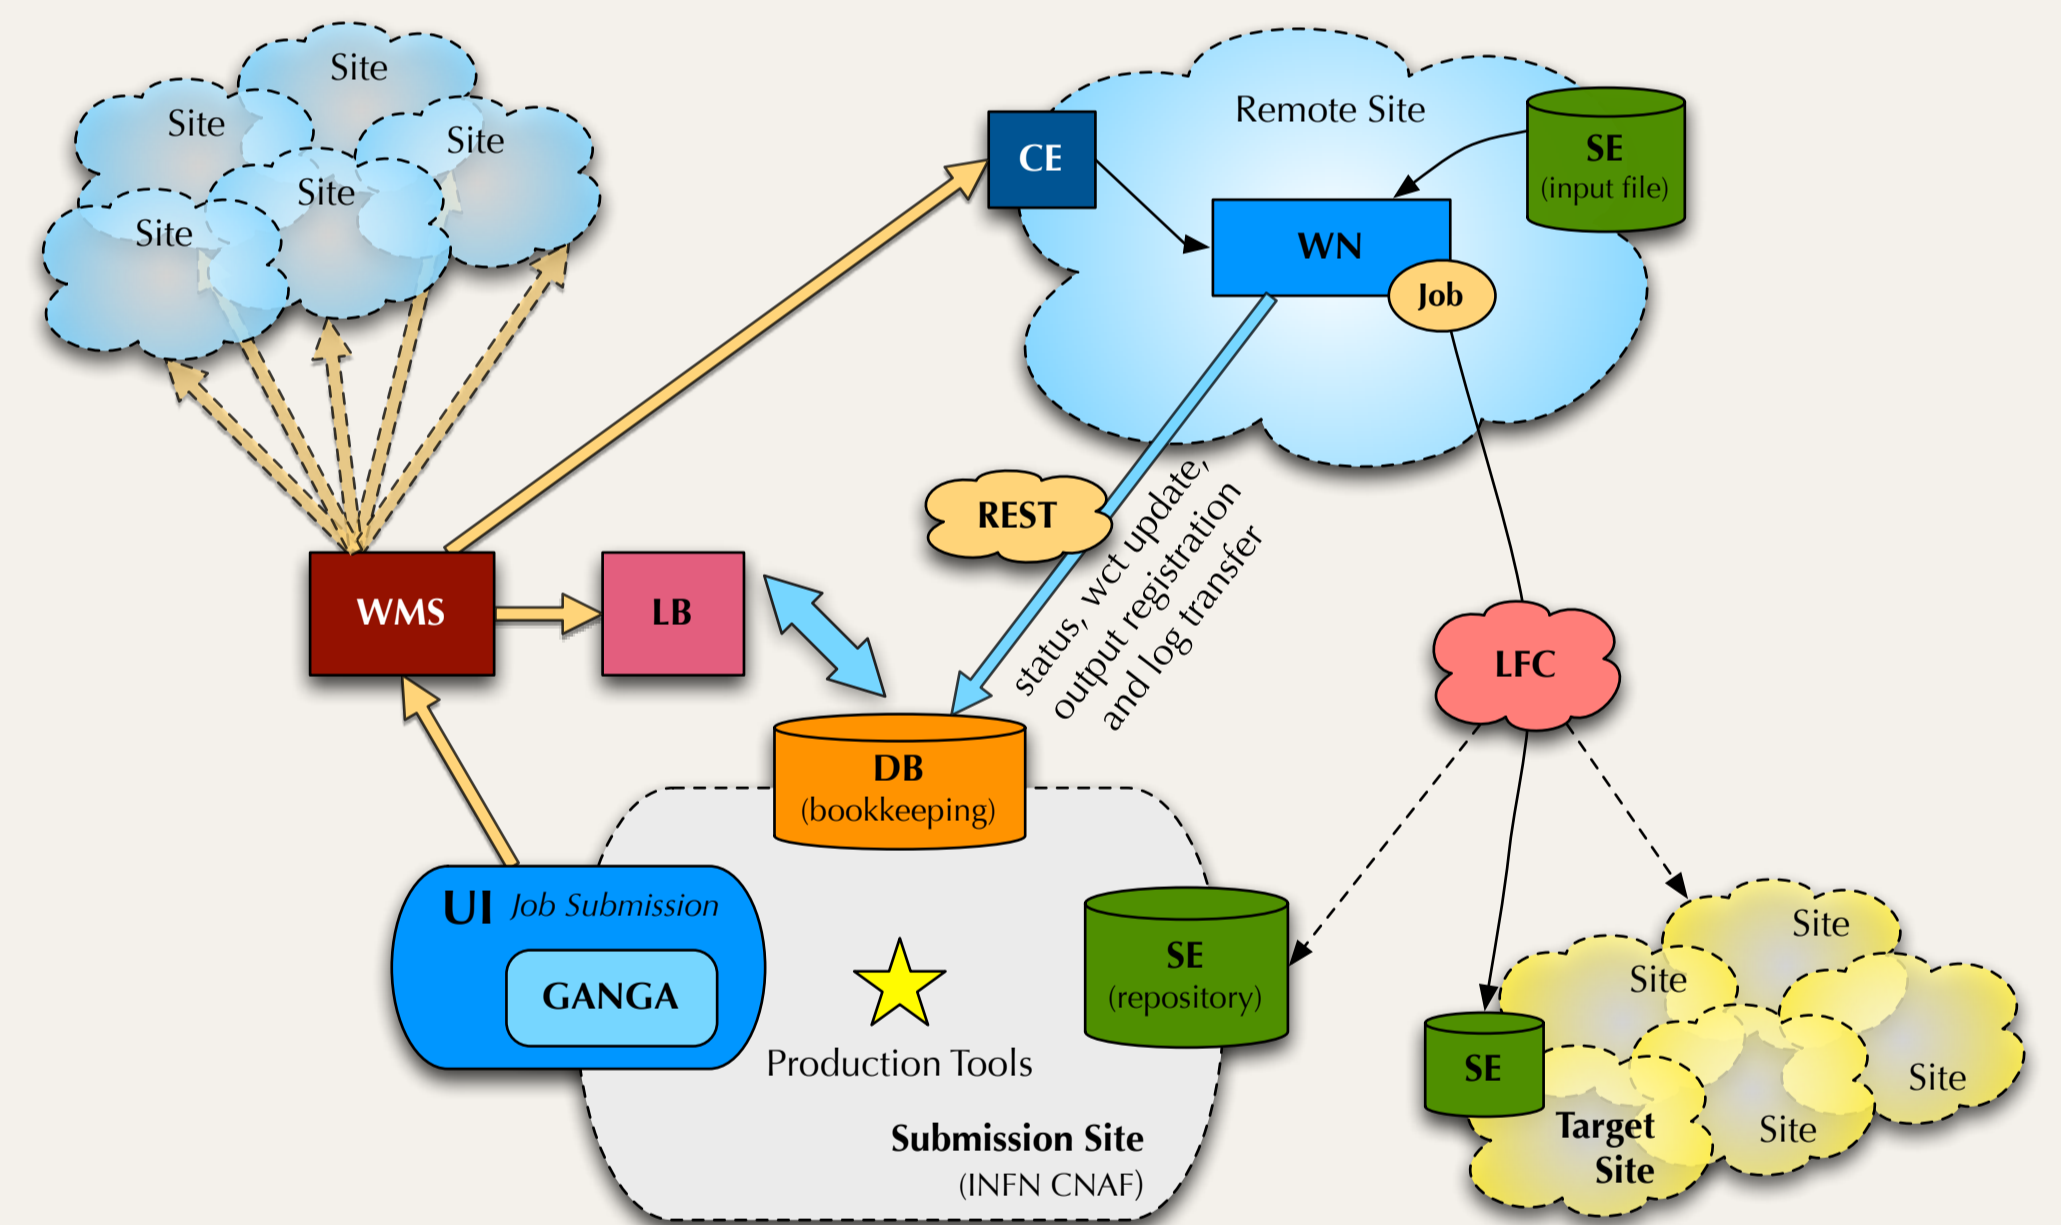 Site
Site
Site
Site
Site
Remote Site
CE
SE
(input file)
WN
Job
REST
status, wct update,
output registration
and log transfer
WMS
LB
LFC
DB
(bookkeeping)
UI Job Submission
GANGA
Production Tools
SE
(repository)
Submission Site
(INFN CNAF)
Site
Site
SE
Site
Target
Site
Site